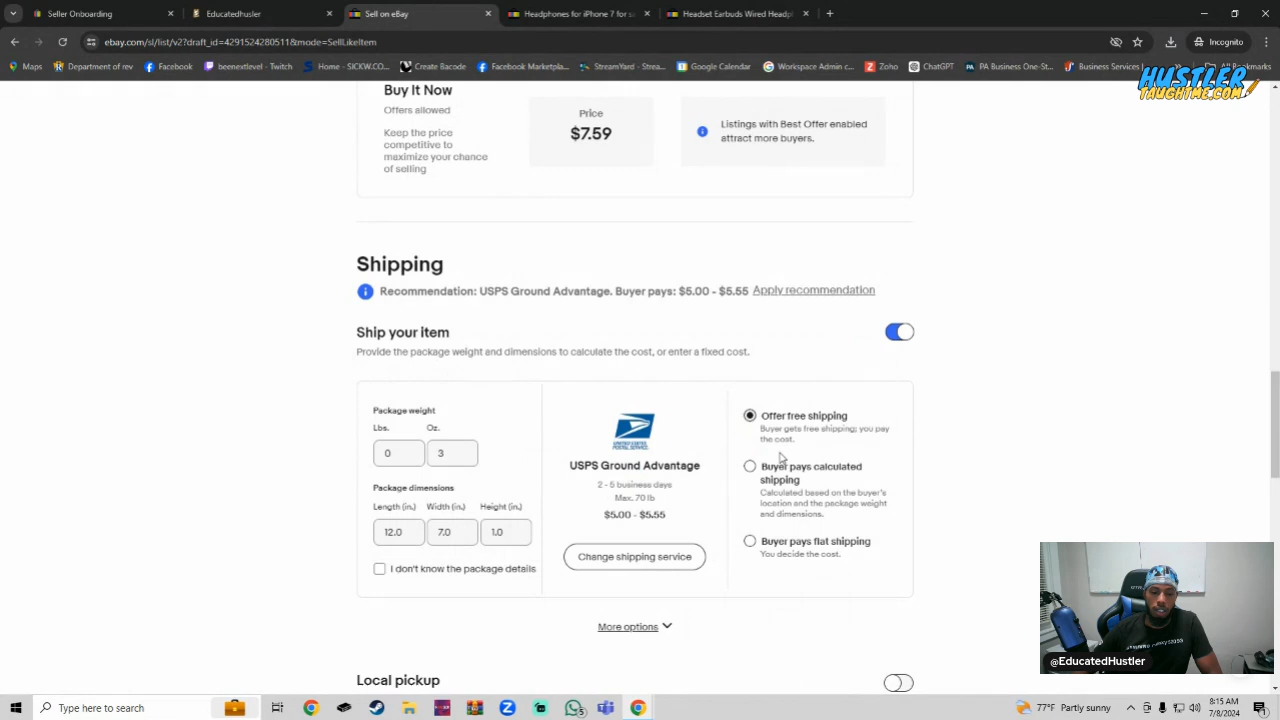 Seller Onboarding
Educatedhusler
Sell on eBay
Headphones for iPhone 7 for s
Headset Earbuds Wired Headp
ebay.com/sl/list/v2?draft_id=4291524280511&mode=SellLikeItem
Incognito
Maps
Department of rev
Facebook
beenextlevel - Twitch
Home - SICKW.CO...
Create Bacode
Facebook Marketpla...
StreamYard - Strea...
Google Calendar
Workspace Admin c...
Zoho
ChatGPT
PA Business One-St...
Business Services
All Bookmarks
HUSTLER
TAUGHTME.COM
Buy It Now
Offers allowed
Keep the price
competitive to
maximize your chance
of selling
Price
$7.59
Listings with Best Offer enabled
attract more buyers.
Shipping
Recommendation: USPS Ground Advantage. Buyer pays: $5.00 - $5.55 Apply recommendation
Ship your item
Provide the package weight and dimensions to calculate the cost, or enter a fixed cost.
Package weight
Lbs. Oz.
0 3
Package dimensions
Length (in.) Width (in.) Height (in.)
12.0 7.0 1.0
I don't know the package details
UNITED STATES
POSTAL SERVICE
USPS Ground Advantage
2 - 5 business days
Max. 70 lb
$5.00 - $5.55
Change shipping service
Offer free shipping
Buyer gets free shipping; you pay
the cost.
Buyer pays calculated
shipping
Calculated based on the buyer's
location and the package weight
and dimensions.
Buyer pays flat shipping
You decide the cost.
More options
Local pickup
@EducatedHustler
Type here to search
5
77°F Partly sunny
8:15 AM
7/8/2024